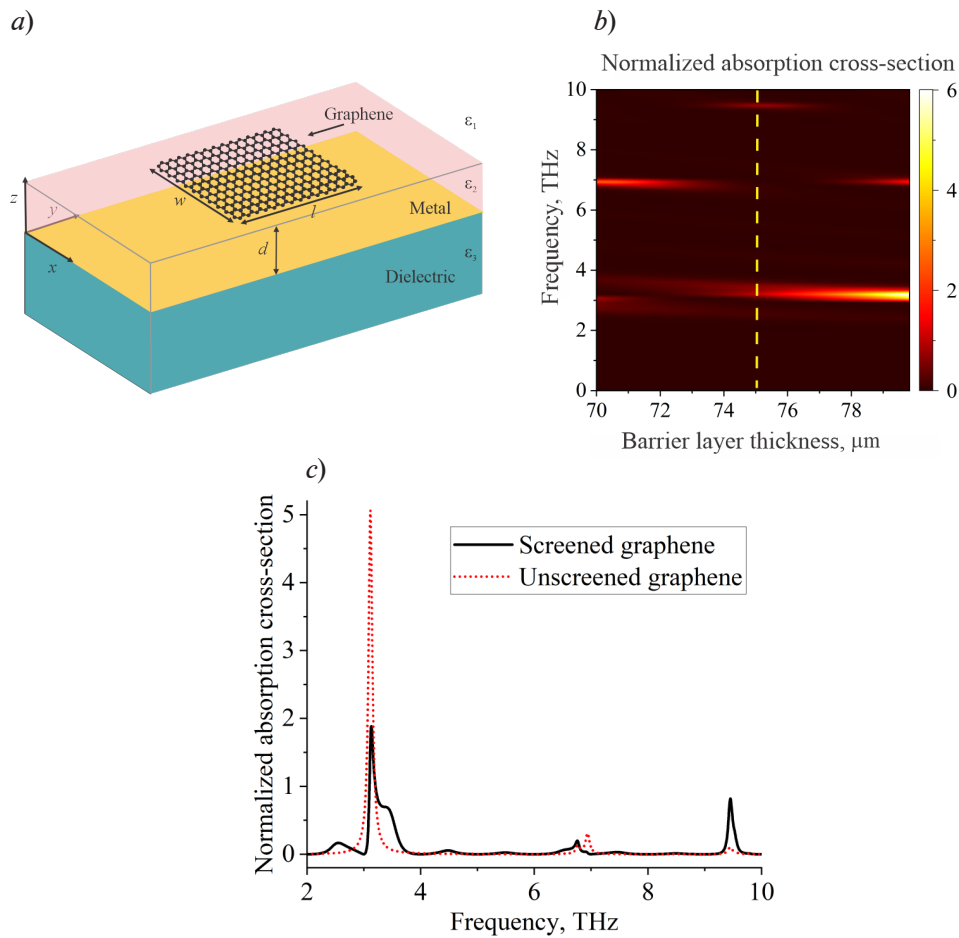 a)
Graphene
ε₁
z
w
l
ε₂
y
Metal
d
x
ε₃
Dielectric
b)
Normalized absorption cross-section
Frequency, THz
10
8
6
4
2
0
70 72 74 76 78
Barrier layer thickness, μm
6
4
2
0
c)
Normalized absorption cross-section
5
4
3
2
1
0
Screened graphene
Unscreened graphene
2 4 6 8 10
Frequency, THz